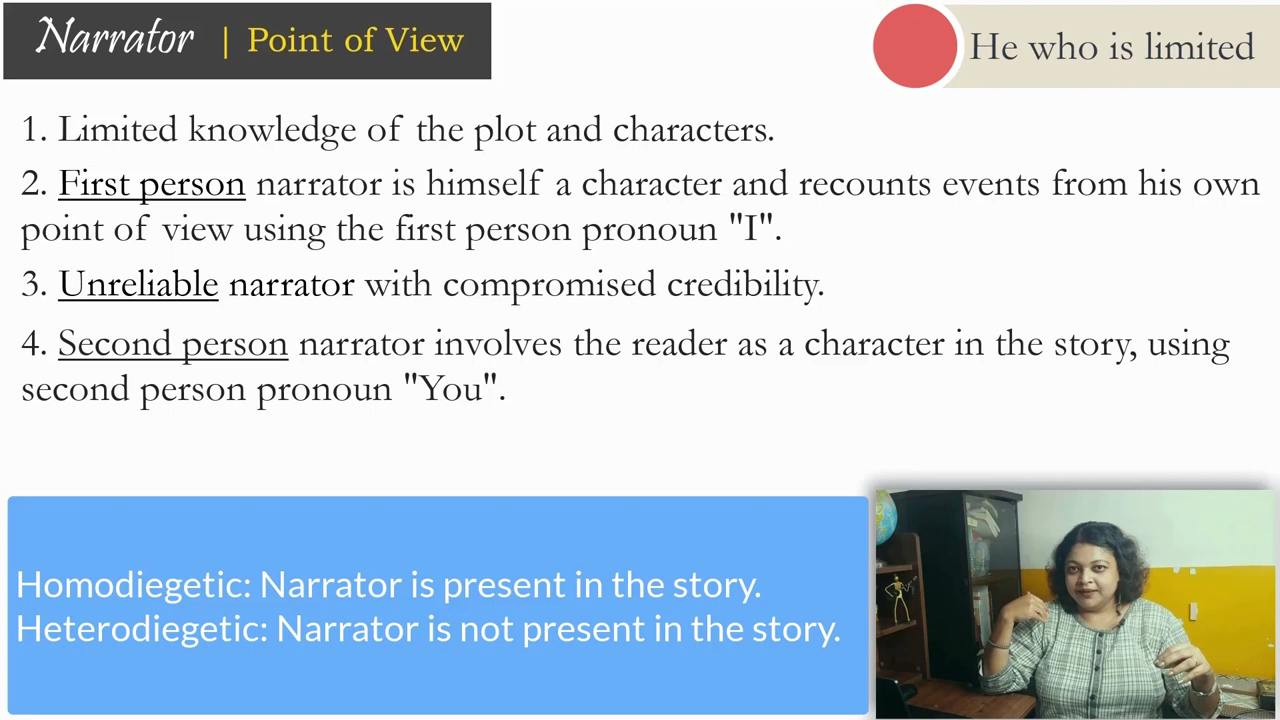 Narrator | Point of View
He who is limited
1. Limited knowledge of the plot and characters.
2. First person narrator is himself a character and recounts events from his own
point of view using the first person pronoun "I".
3. Unreliable narrator with compromised credibility.
4. Second person narrator involves the reader as a character in the story, using
second person pronoun "You".
Homodiegetic: Narrator is present in the story.
Heterodiegetic: Narrator is not present in the story.